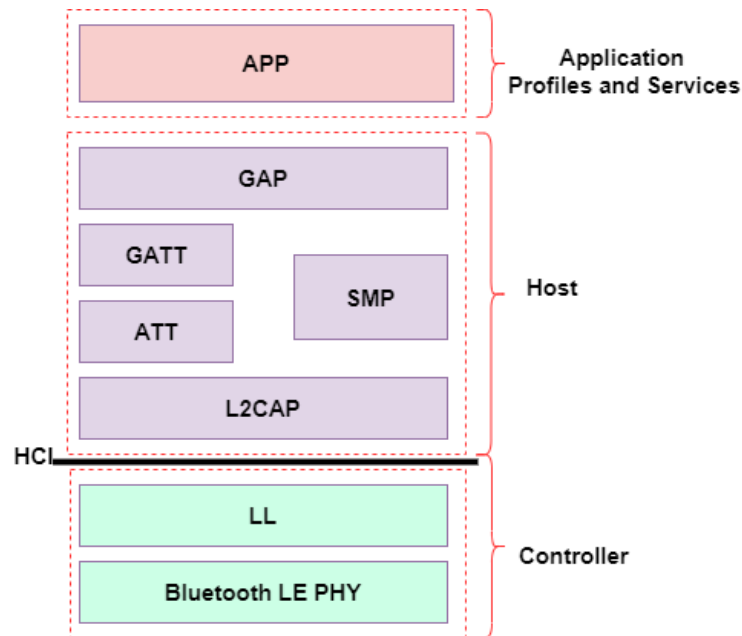 APP
Application
Profiles and Services
GAP
GATT
SMP
Host
ATT
L2CAP
HCI
LL
Controller
Bluetooth LE PHY